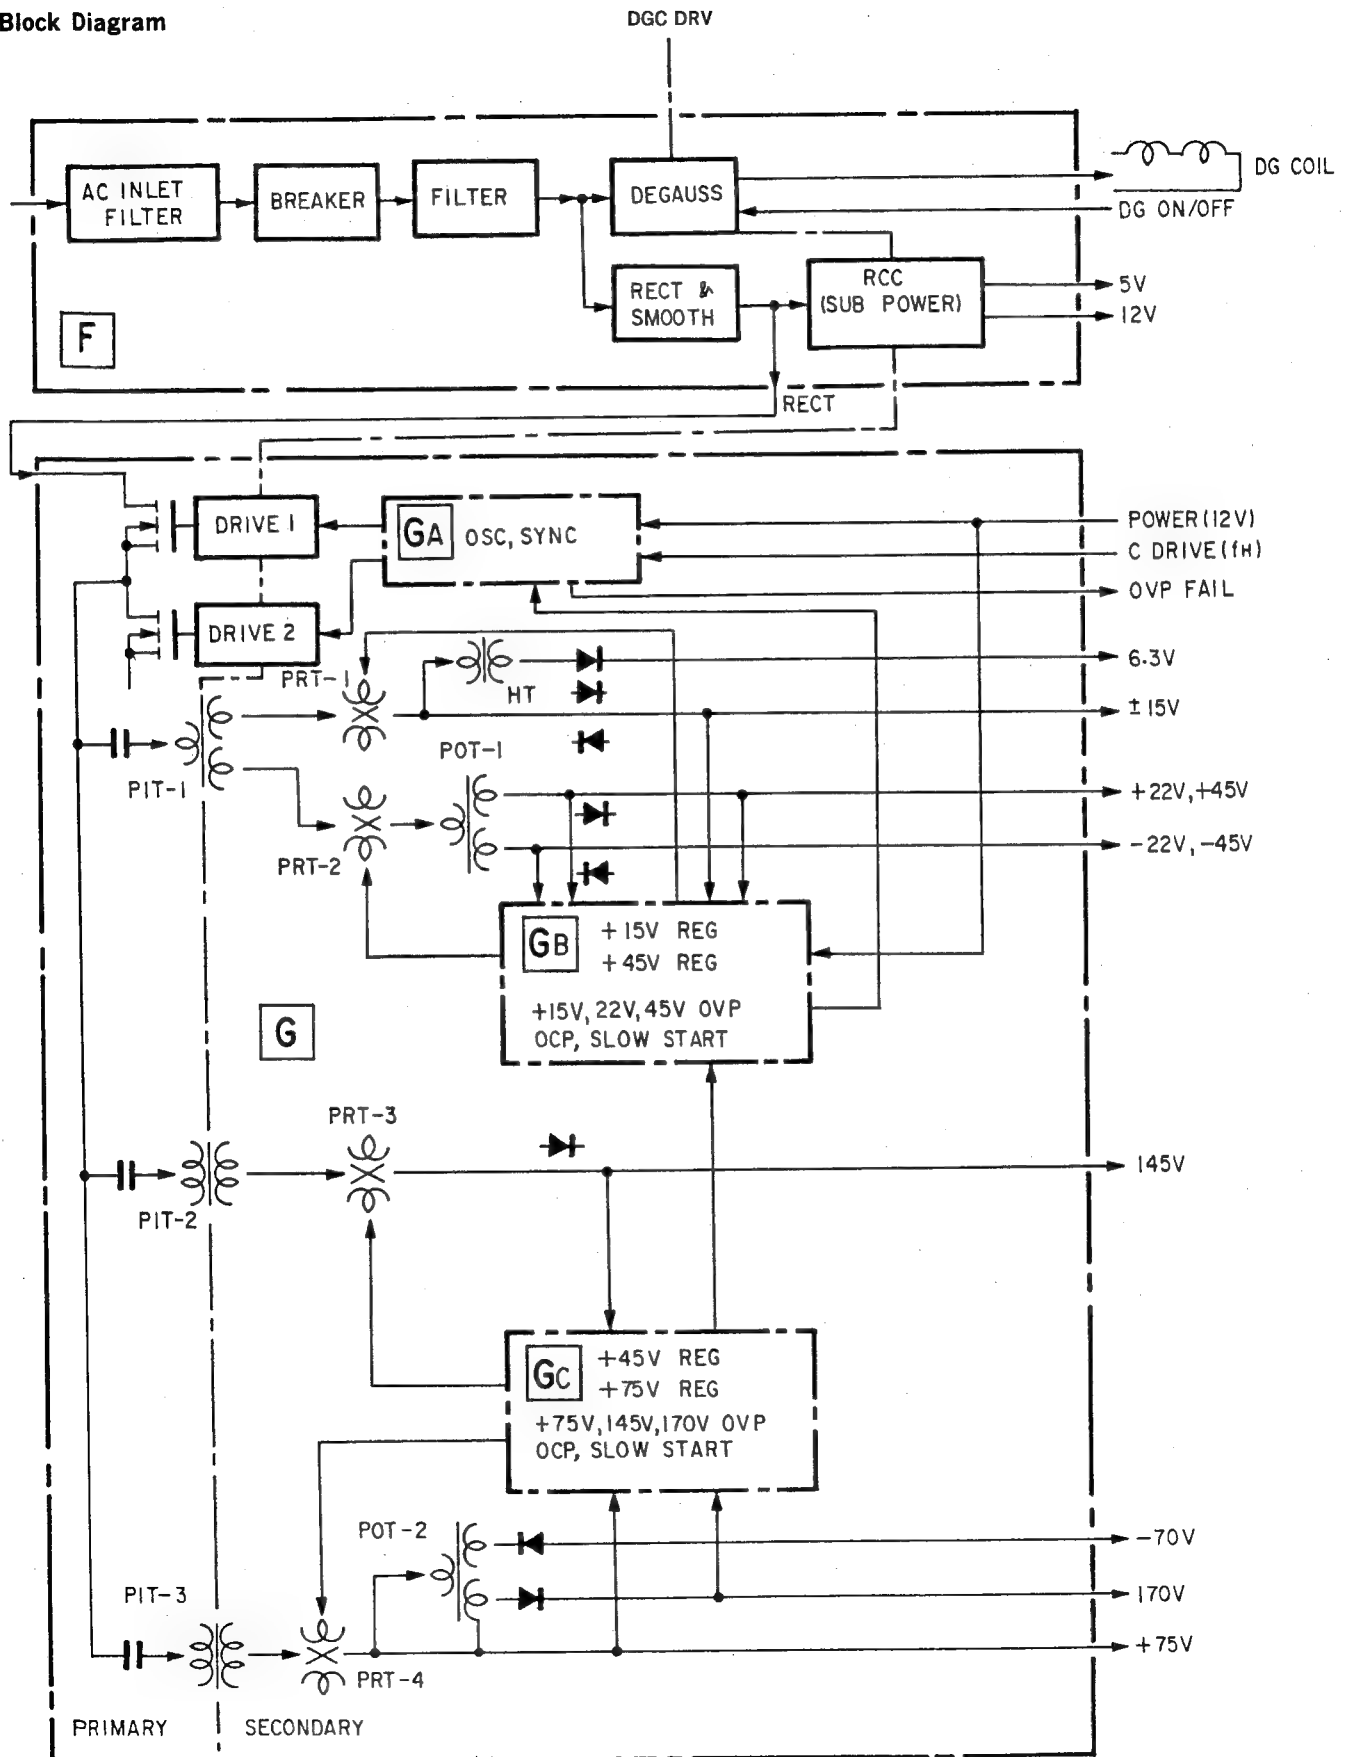 Block Diagram
DGC DRV
AC INLET
FILTER
BREAKER
FILTER
DEGAUSS
DG COIL
DG ON/OFF
RECT &
SMOOTH
RCC
(SUB POWER)
5V
12V
F
RECT
DRIVE 1
GA
OSC, SYNC
POWER(12V)
C DRIVE(fH)
OVP FAIL
DRIVE 2
PRT-1
HT
6.3V
±15V
PIT-1
POT-1
+22V,+45V
PRT-2
-22V,-45V
GB
+15V REG
+45V REG
+15V, 22V, 45V OVP
OCP, SLOW START
G
PRT-3
145V
PIT-2
GC
+45V REG
+75V REG
+75V, 145V, 170V OVP
OCP, SLOW START
POT-2
-70V
PIT-3
170V
+75V
PRT-4
PRIMARY
SECONDARY